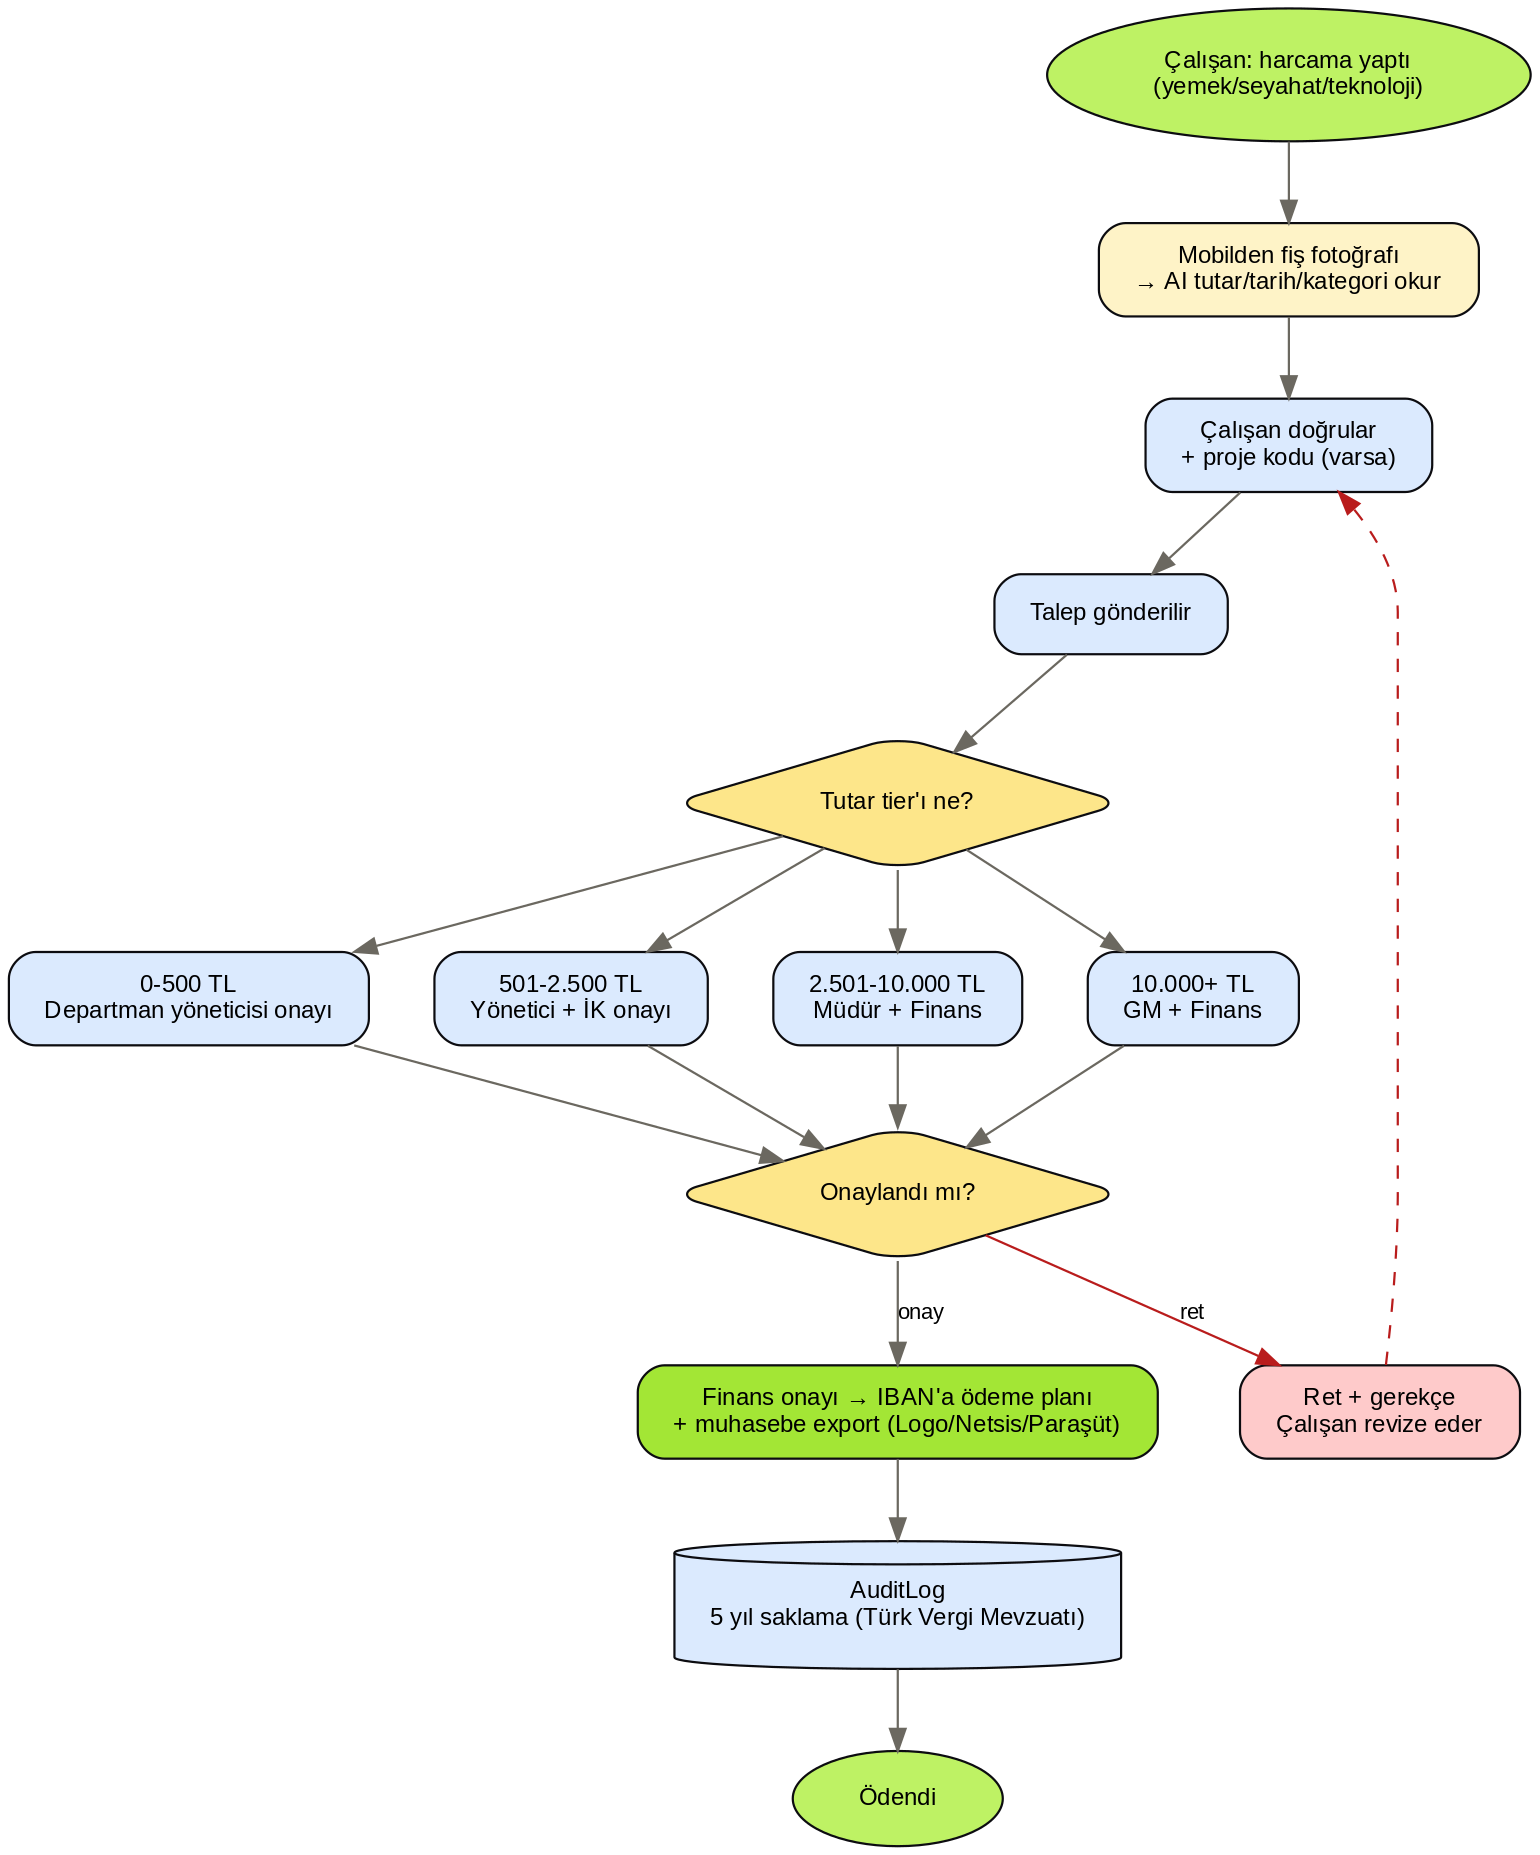 Çalışan: harcama yaptı
(yemek/seyahat/teknoloji)
Mobilden fiş fotoğrafı
→ AI tutar/tarih/kategori okur
Çalışan doğrular
+ proje kodu (varsa)
Talep gönderilir
Tutar tier'ı ne?
0-500 TL
Departman yöneticisi onayı
501-2.500 TL
Yönetici + İK onayı
2.501-10.000 TL
Müdür + Finans
10.000+ TL
GM + Finans
Onaylandı mı?
onay
ret
Finans onayı → IBAN'a ödeme planı
+ muhasebe export (Logo/Netsis/Paraşüt)
Ret + gerekçe
Çalışan revize eder
AuditLog
5 yıl saklama (Türk Vergi Mevzuatı)
Ödendi